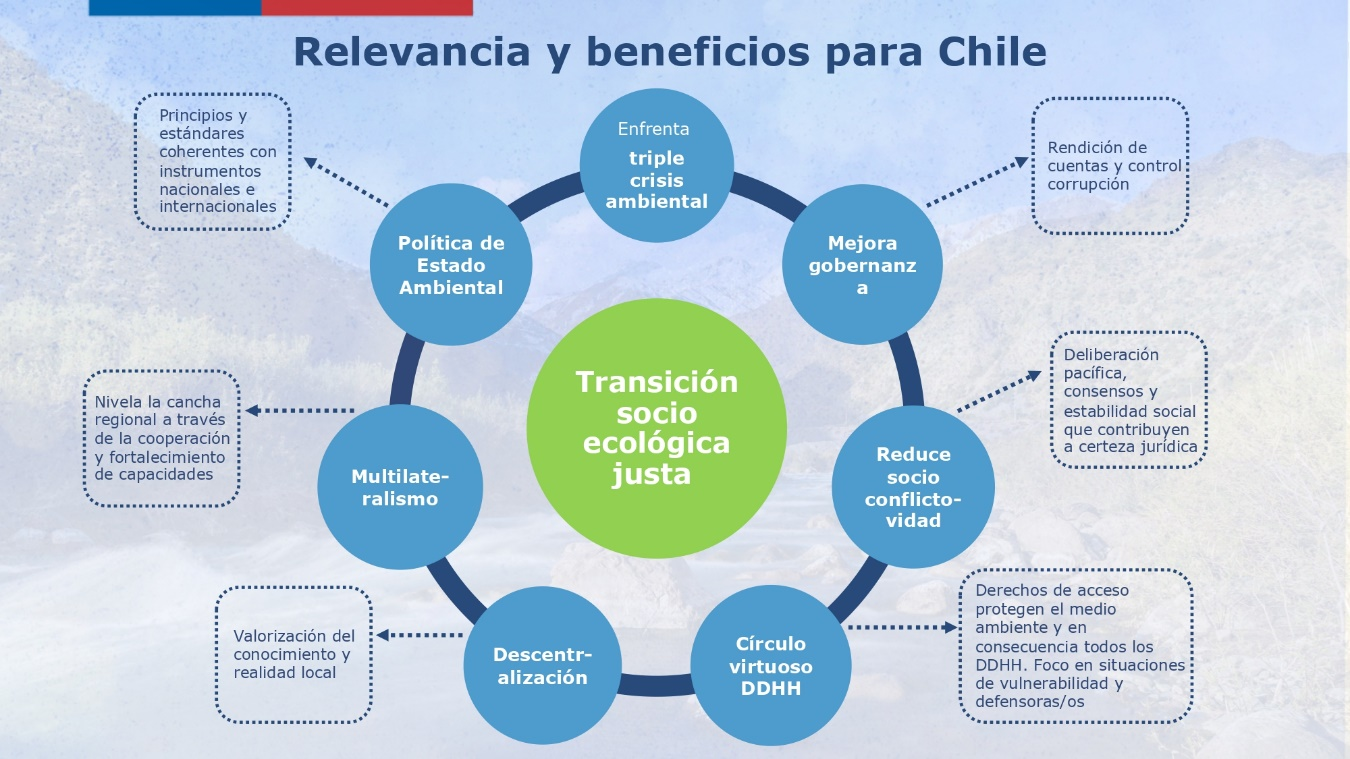 Relevancia y beneficios para Chile
Principios y
estándares
coherentes con
instrumentos
nacionales e
internacionales
Enfrenta
triple
crisis
ambiental
Rendición de
cuentas y control
corrupción
Política de
Estado
Ambiental
Mejora
gobernanz
a
Transición
socio
ecológica
justa
Deliberación
pacífica,
consensos y
estabilidad social
que contribuyen
a certeza jurídica
Nivela la cancha
regional a través
de la cooperación
y fortalecimiento
de capacidades
Multilate-
ralismo
Reduce
socio
conflicto-
vidad
Valorización del
conocimiento y
realidad local
Descentr-
alización
Círculo
virtuoso
DDHH
Derechos de acceso
protegen el medio
ambiente y en
consecuencia todos los
DDHH. Foco en situaciones
de vulnerabilidad y
defensoras/os